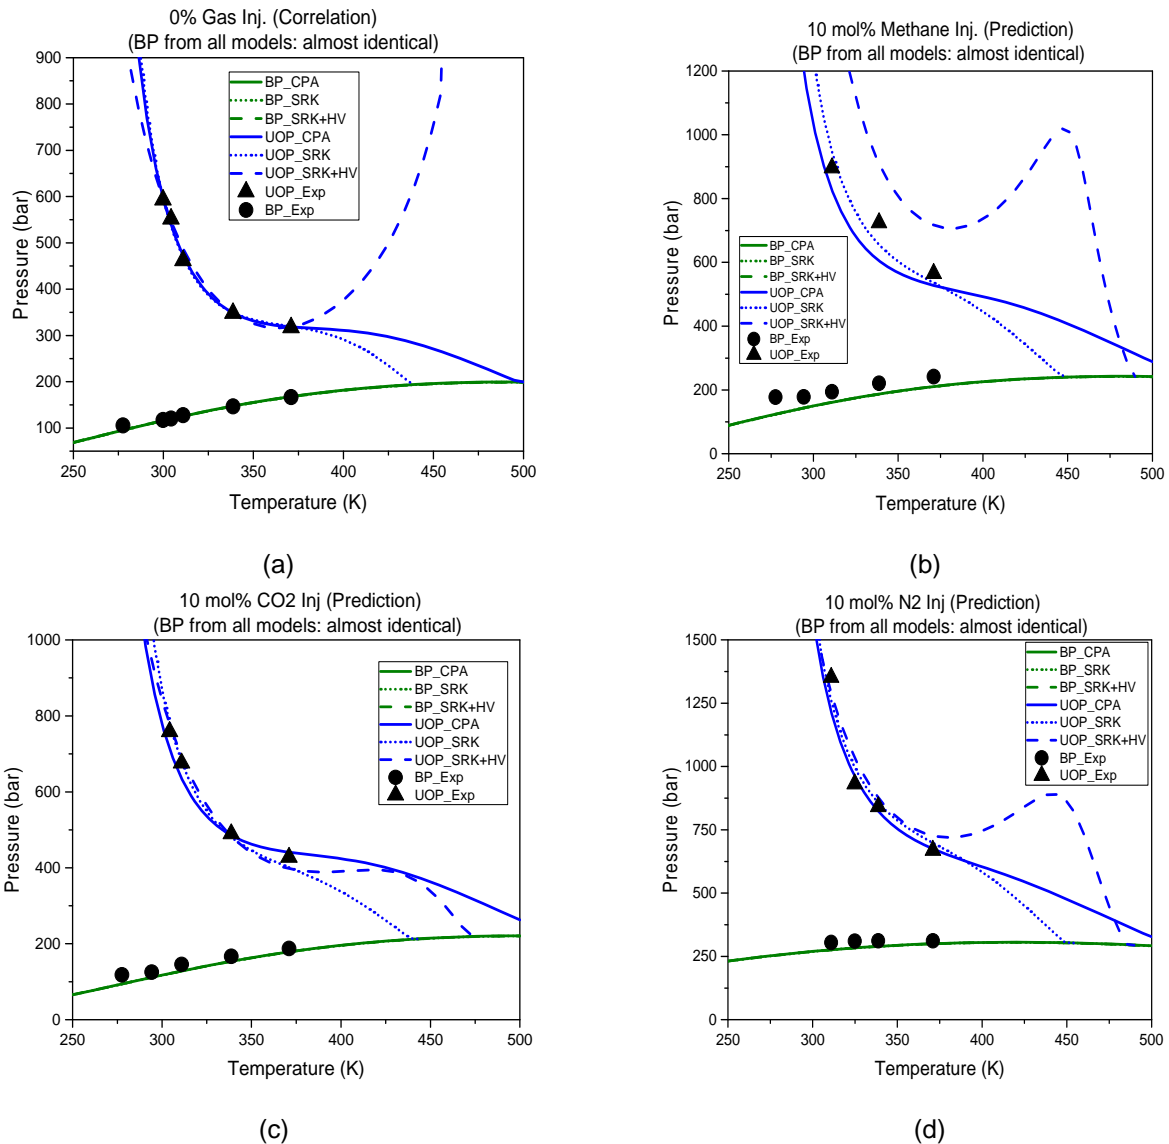 0% Gas Inj. (Correlation)
(BP from all models: almost identical)
900
800
700
600
500
400
300
200
100
250
300
350
400
450
500
Pressure (bar)
Temperature (K)
BP_CPA
BP_SRK
BP_SRK+HV
UOP_CPA
UOP_SRK
UOP_SRK+HV
UOP_Exp
BP_Exp
(a)
10 mol% Methane Inj. (Prediction)
(BP from all models: almost identical)
1200
1000
800
600
400
200
0
250
300
350
400
450
500
Pressure (bar)
Temperature (K)
BP_CPA
BP_SRK
BP_SRK+HV
UOP_CPA
UOP_SRK
UOP_SRK+HV
BP_Exp
UOP_Exp
(b)
10 mol% CO2 Inj (Prediction)
(BP from all models: almost identical)
1000
800
600
400
200
0
250
300
350
400
450
500
Pressure (bar)
Temperature (K)
BP_CPA
BP_SRK
BP_SRK+HV
UOP_CPA
UOP_SRK
UOP_SRK+HV
BP_Exp
UOP_Exp
(c)
10 mol% N2 Inj (Prediction)
(BP from all models: almost identical)
1500
1250
1000
750
500
250
0
250
300
350
400
450
500
Pressure (bar)
Temperature (K)
BP_CPA
BP_SRK
BP_SRK+HV
UOP_CPA
UOP_SRK
UOP_SRK+HV
BP_Exp
UOP_Exp
(d)